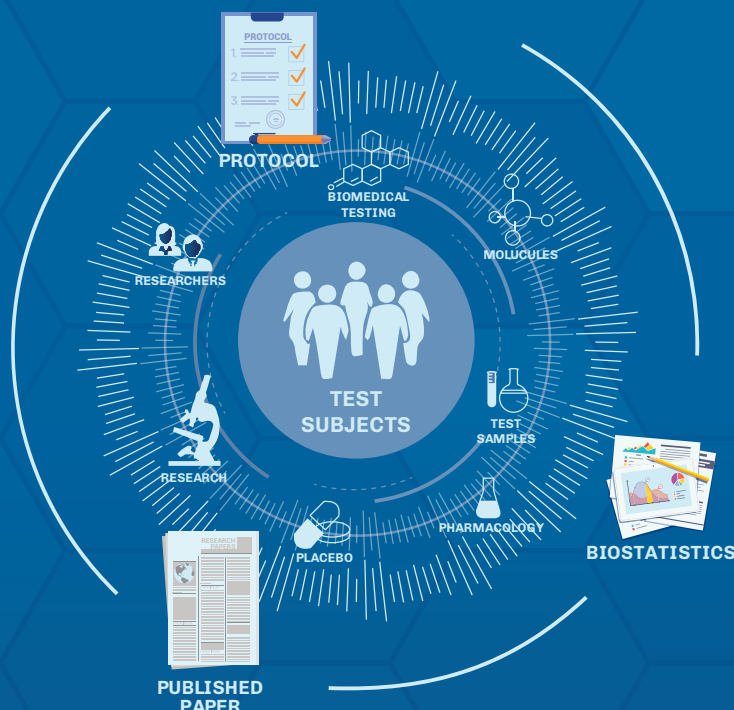 PROTOCOL
1.
2.
3.
PROTOCOL
BIOMEDICAL
TESTING
MOLUCULES
RESEARCHERS
TEST
SUBJECTS
TEST
SAMPLES
RESEARCH
PHARMACOLOGY
PLACEBO
BIOSTATISTICS
RESEARCH
PAPERS
PUBLISHED
PAPER